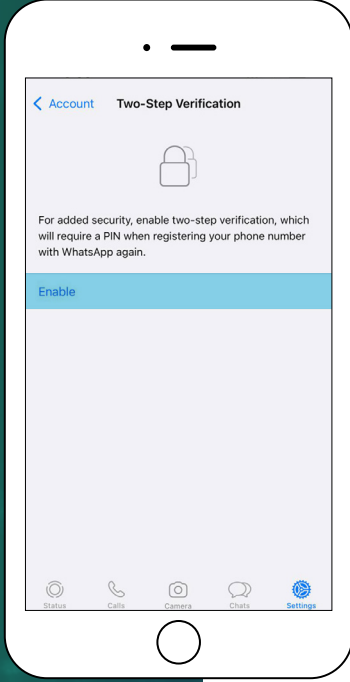 Account Two-Step Verification
For added security, enable two-step verification, which
will require a PIN when registering your phone number
with WhatsApp again.
Enable
Status Calls Camera Chats Settings